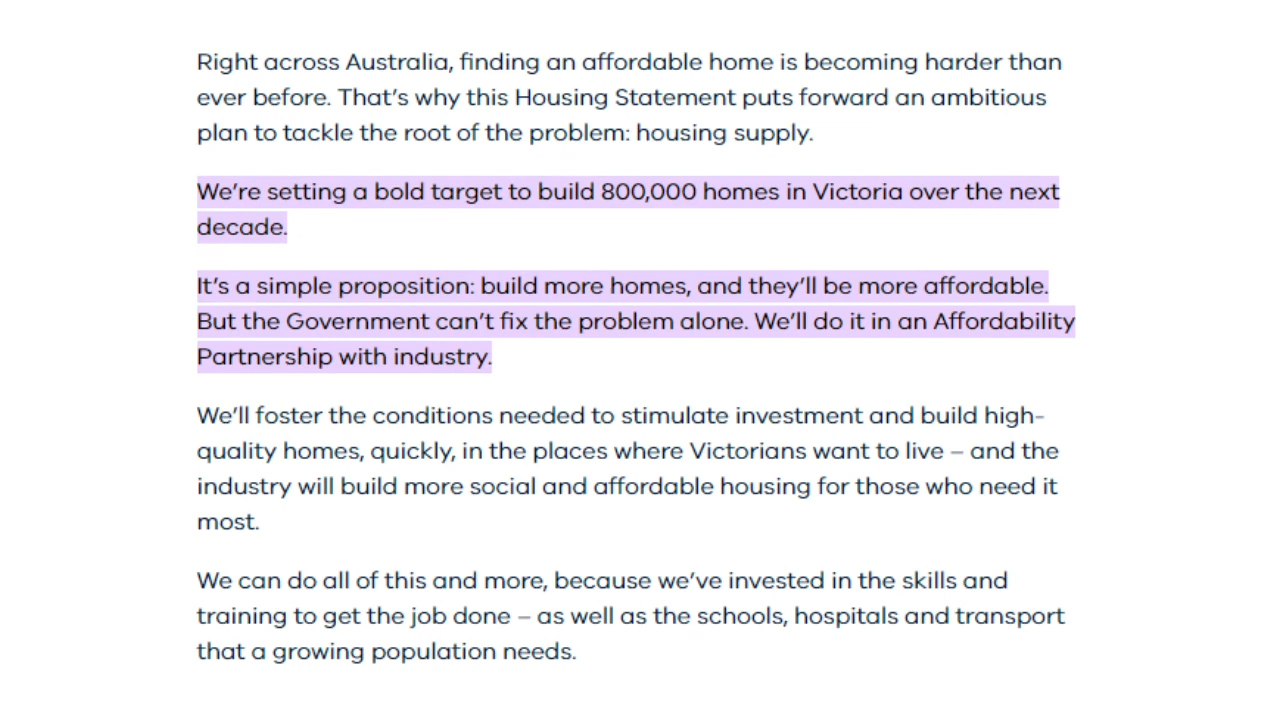 Right across Australia, finding an affordable home is becoming harder than
ever before. That’s why this Housing Statement puts forward an ambitious
plan to tackle the root of the problem: housing supply.
We’re setting a bold target to build 800,000 homes in Victoria over the next
decade.
It’s a simple proposition: build more homes, and they’ll be more affordable.
But the Government can’t fix the problem alone. We’ll do it in an Affordability
Partnership with industry.
We’ll foster the conditions needed to stimulate investment and build high-
quality homes, quickly, in the places where Victorians want to live – and the
industry will build more social and affordable housing for those who need it
most.
We can do all of this and more, because we’ve invested in the skills and
training to get the job done – as well as the schools, hospitals and transport
that a growing population needs.